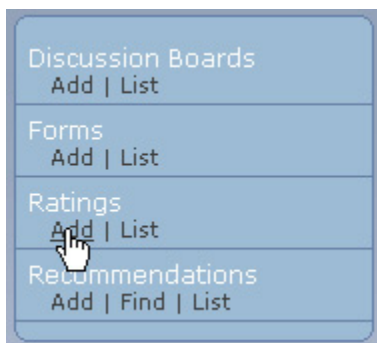 Discussion Boards
Add | List
Forms
Add | List
Ratings
Add | List
Recommendations
Add | Find | List